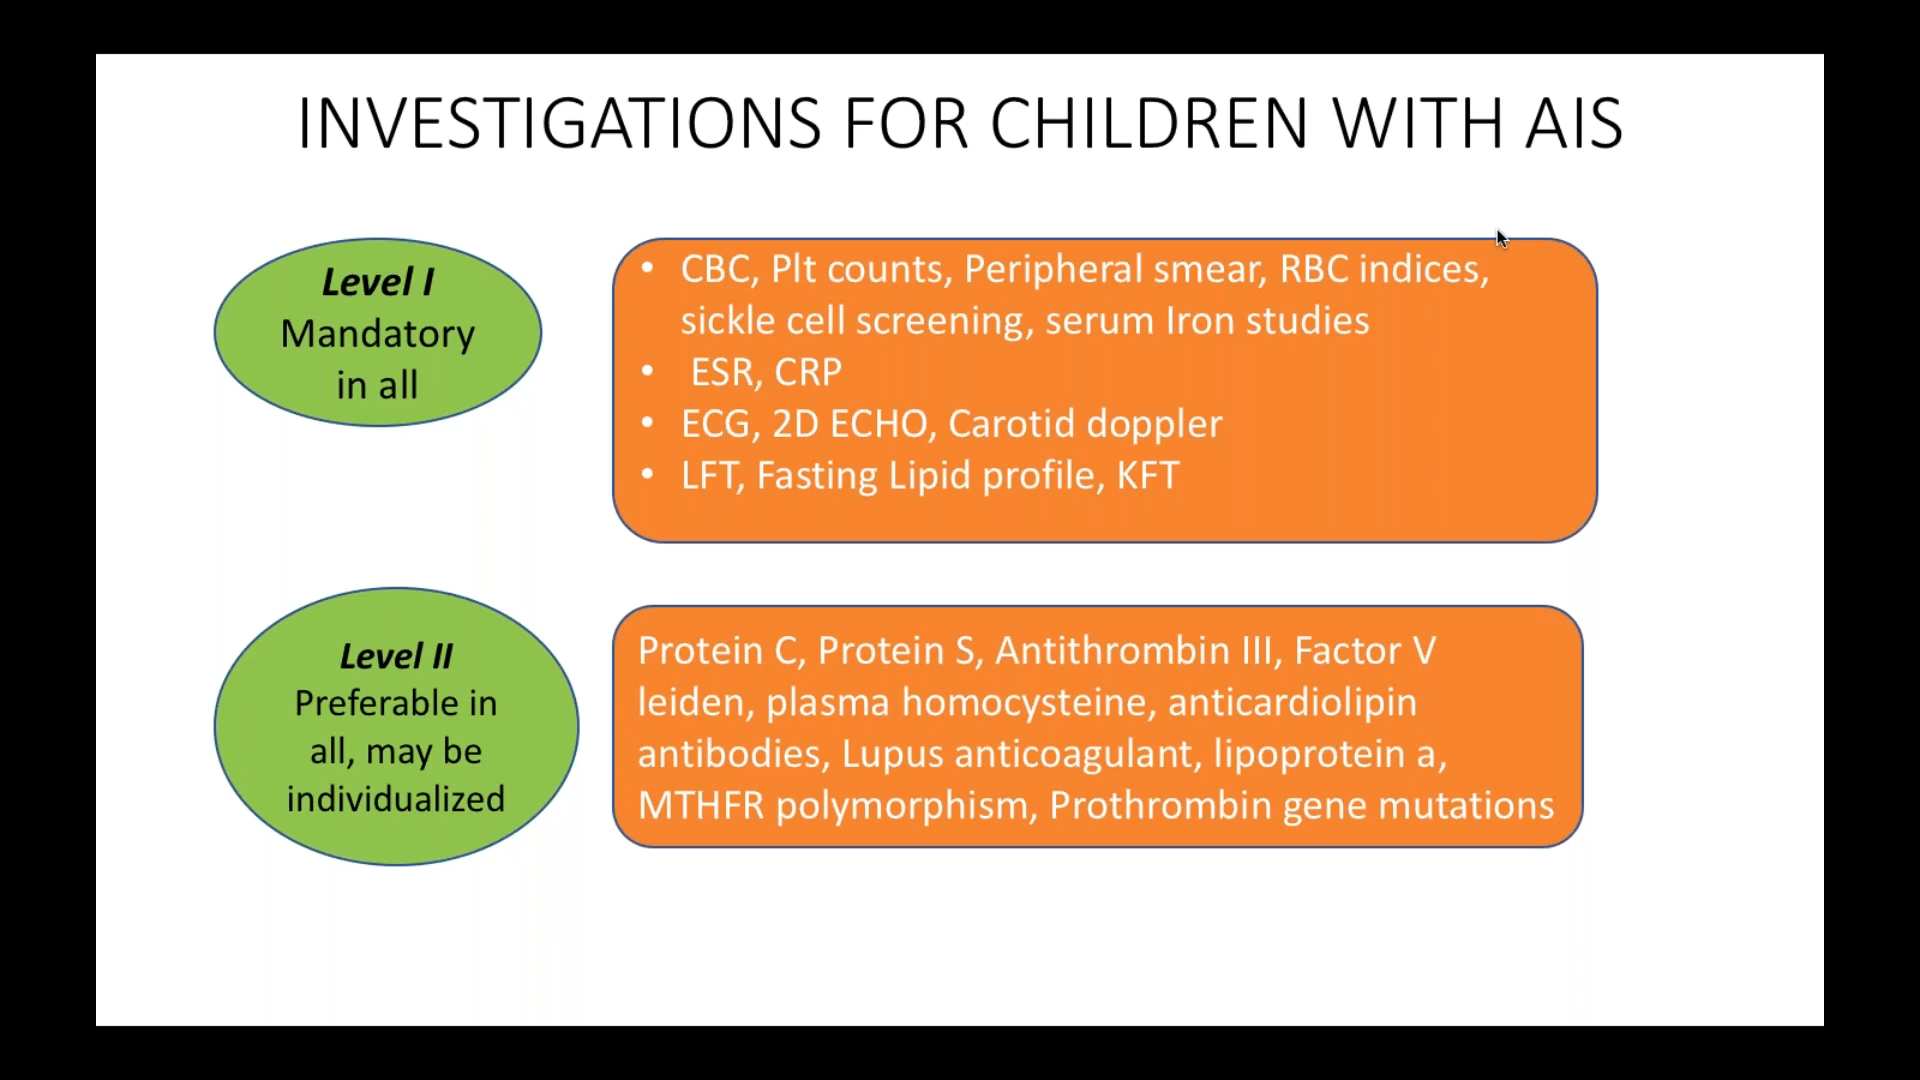 INVESTIGATIONS FOR CHILDREN WITH AIS
Level I
Mandatory
in all
• CBC, Plt counts, Peripheral smear, RBC indices,
sickle cell screening, serum Iron studies
• ESR, CRP
• ECG, 2D ECHO, Carotid doppler
• LFT, Fasting Lipid profile, KFT
Level II
Preferable in
all, may be
individualized
Protein C, Protein S, Antithrombin III, Factor V
leiden, plasma homocysteine, anticardiolipin
antibodies, Lupus anticoagulant, lipoprotein a,
MTHFR polymorphism, Prothrombin gene mutations